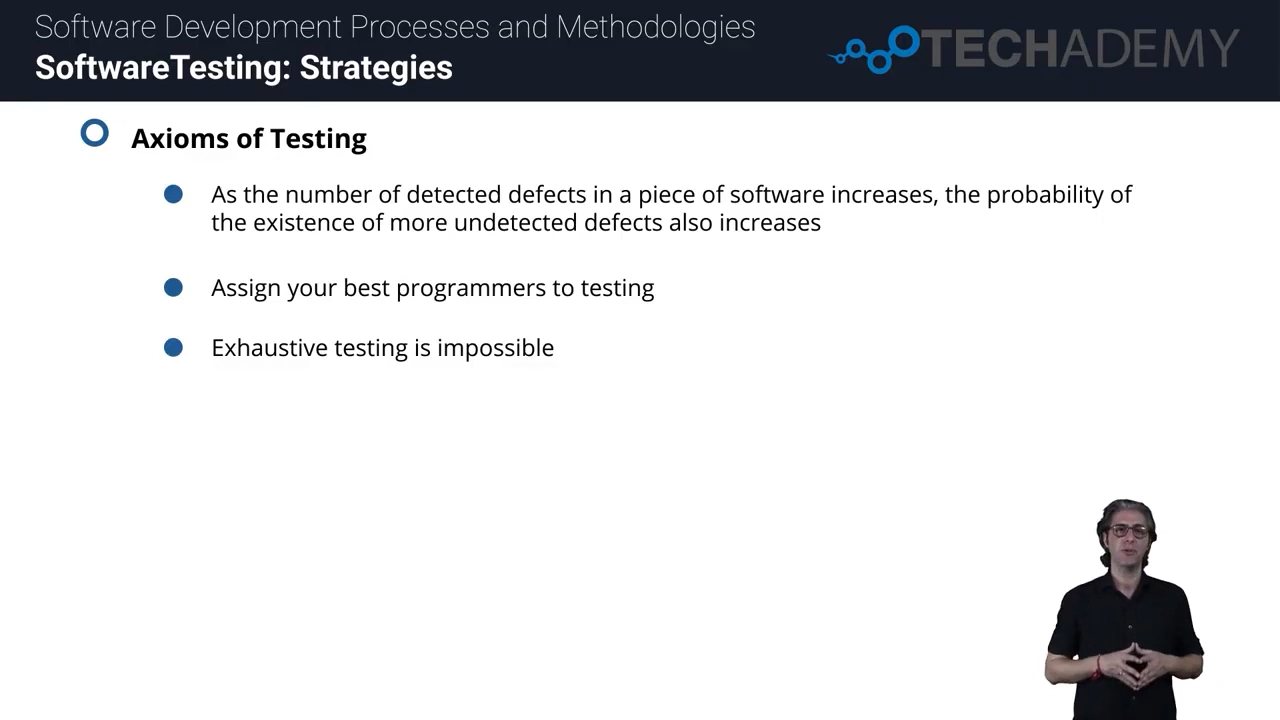 Software Development Processes and Methodologies
SoftwareTesting: Strategies
TECHADEMY
Axioms of Testing
As the number of detected defects in a piece of software increases, the probability of
the existence of more undetected defects also increases
Assign your best programmers to testing
Exhaustive testing is impossible